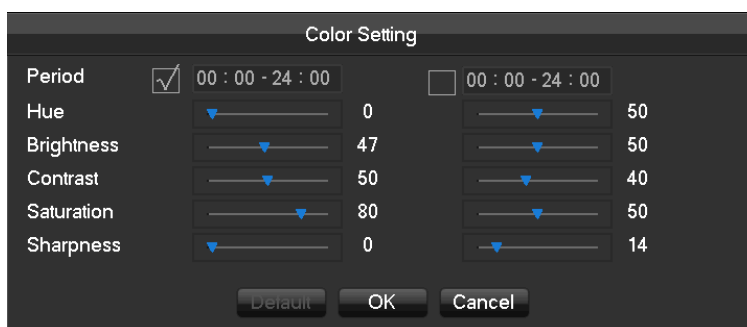 Color Setting
Period 00 : 00 - 24 : 00 00 : 00 - 24 : 00
Hue 0 50
Brightness 47 50
Contrast 50 40
Saturation 80 50
Sharpness 0 14
Default OK Cancel